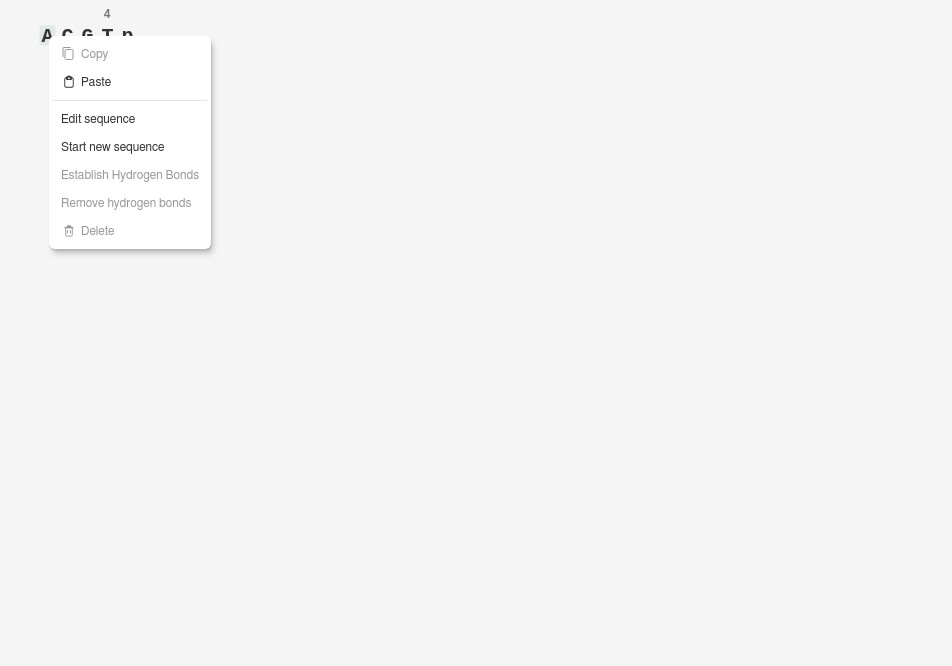 4
A C G T p
Copy
Paste
Edit sequence
Start new sequence
Establish Hydrogen Bonds
Remove hydrogen bonds
Delete